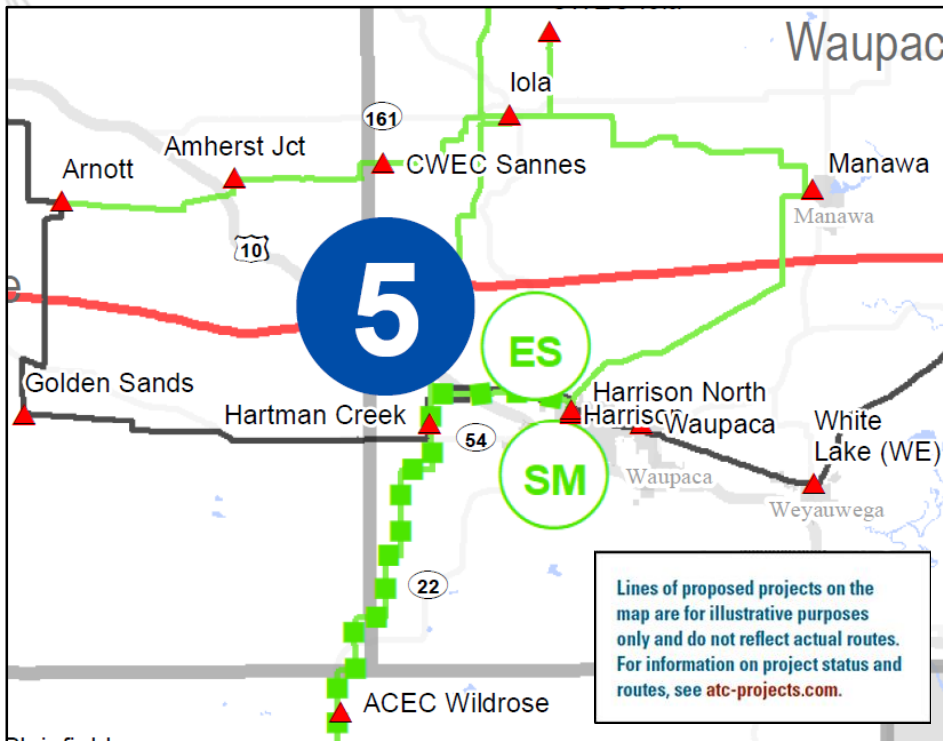 Waupac
Iola
161
Amherst Jct
CWEC Sannes
Arnott
Manawa
Manawa
10
5
ES
Golden Sands
Harrison North
Hartman Creek
Harrison
Waupaca
54
White
Lake (WE)
SM
Waupaca
Weyauwega
22
Lines of proposed projects on the
map are for illustrative purposes
only and do not reflect actual routes.
For information on project status and
routes, see atc-projects.com.
ACEC Wildrose